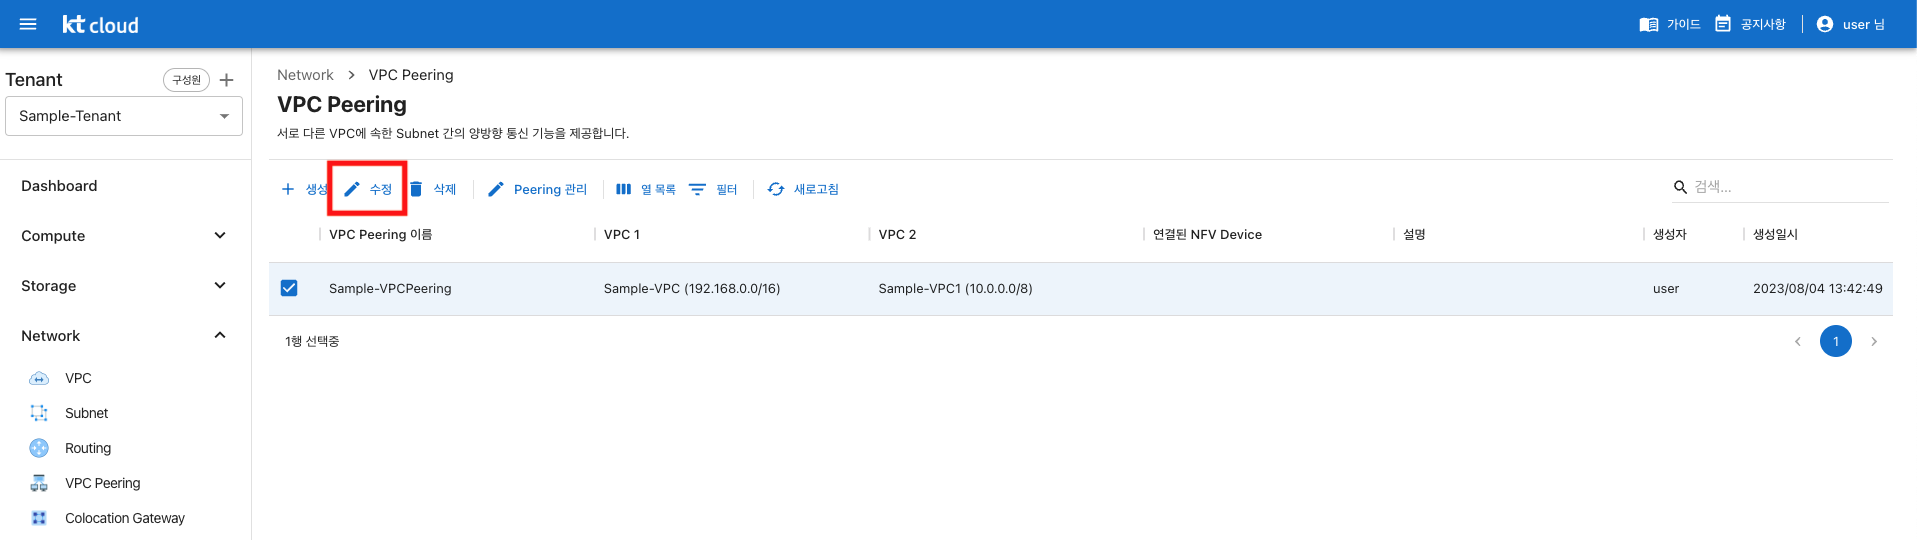 kt cloud
가이드 공지사항 user 님
Tenant 구성원
Sample-Tenant
Dashboard
Compute
Storage
Network
VPC
Subnet
Routing
VPC Peering
Colocation Gateway
Network > VPC Peering
VPC Peering
서로 다른 VPC에 속한 Subnet 간의 양방향 통신 기능을 제공합니다.
생성 수정 삭제 Peering 관리 열 목록 필터 새로고침 검색...
VPC Peering 이름 VPC 1 VPC 2 연결된 NFV Device 설명 생성자 생성일시
Sample-VPCPeering Sample-VPC (192.168.0.0/16) Sample-VPC1 (10.0.0.0/8) user 2023/08/04 13:42:49
1행 선택중 1